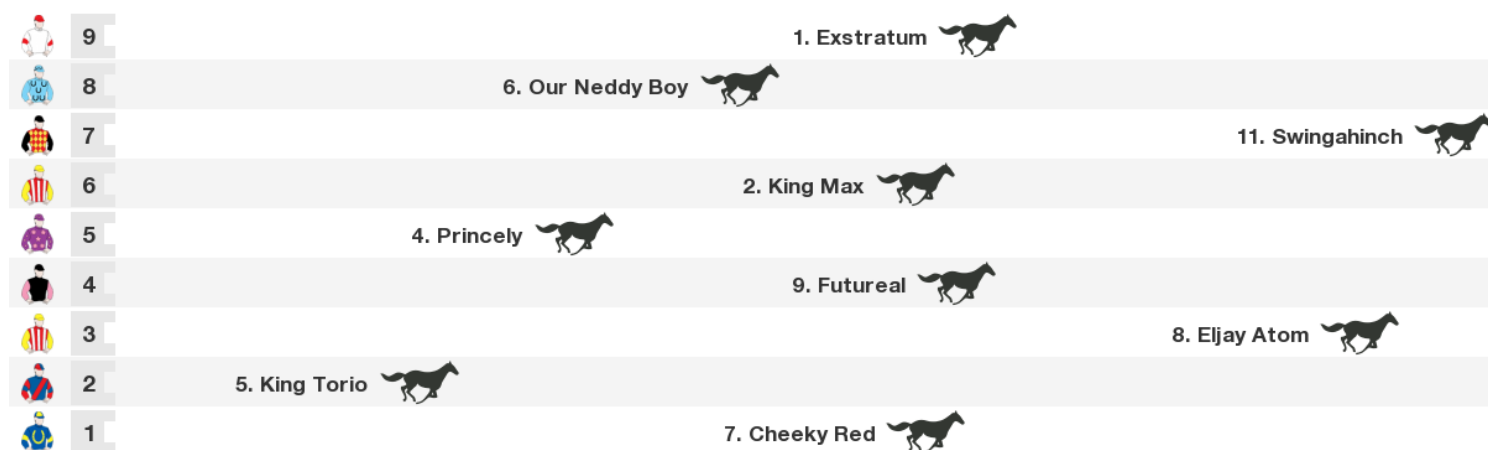 9 1. Exstratum
8 6. Our Neddy Boy
7 11. Swingahinch
6 2. King Max
5 4. Princely
4 9. Futureal
3 8. Eljay Atom
2 5. King Torio
1 7. Cheeky Red